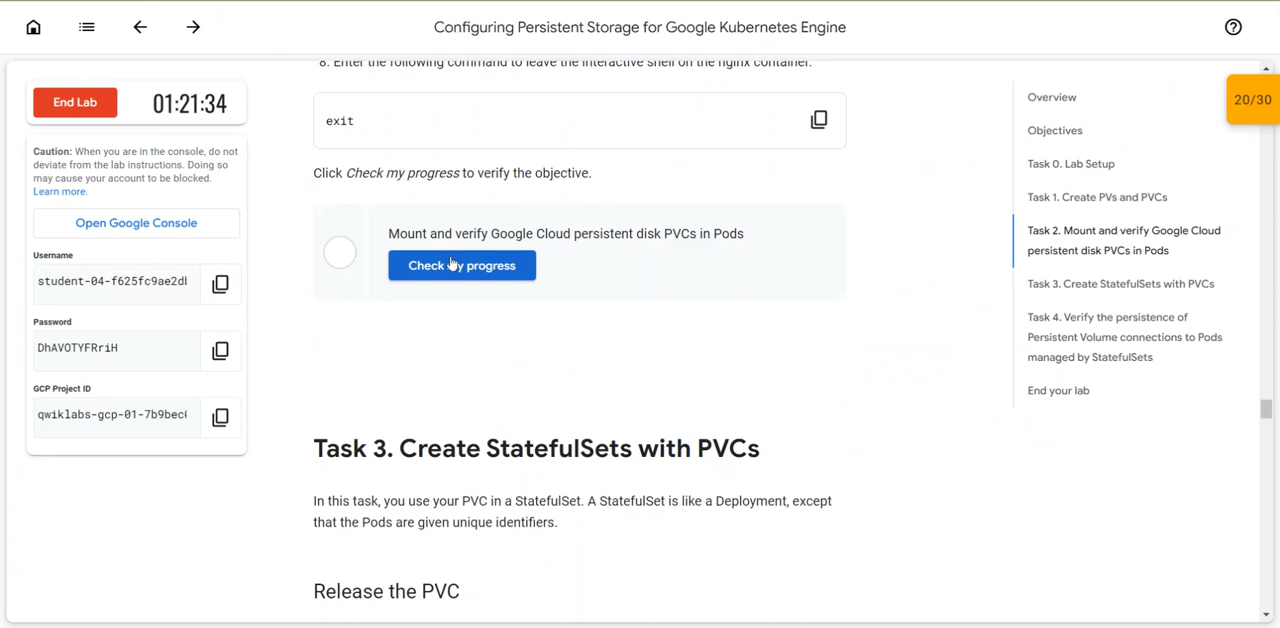 Configuring Persistent Storage for Google Kubernetes Engine
8. Enter the following command to leave the interactive shell on the nginx container.
End Lab
01:21:34
Caution: When you are in the console, do not
deviate from the lab instructions. Doing so
may cause your account to be blocked.
Learn more.
Open Google Console
Username
student-04-f625fc9ae2dl
Password
DhAVOTYFRriH
GCP Project ID
qwiklabs-gcp-01-7b9bec
exit
Click Check my progress to verify the objective.
Mount and verify Google Cloud persistent disk PVCs in Pods
Check my progress
Task 3. Create StatefulSets with PVCs
In this task, you use your PVC in a StatefulSet. A StatefulSet is like a Deployment, except
that the Pods are given unique identifiers.
Release the PVC
Overview
Objectives
Task 0. Lab Setup
Task 1. Create PVs and PVCs
Task 2. Mount and verify Google Cloud
persistent disk PVCs in Pods
Task 3. Create StatefulSets with PVCs
Task 4. Verify the persistence of
Persistent Volume connections to Pods
managed by StatefulSets
End your lab
20/30